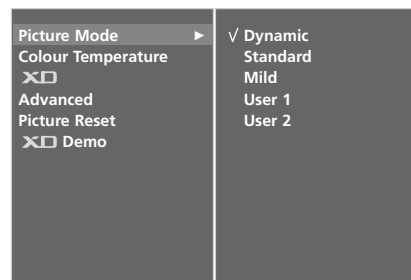 Picture Mode ►
Colour Temperature
XD
Advanced
Picture Reset
XD Demo
√ Dynamic
Standard
Mild
User 1
User 2